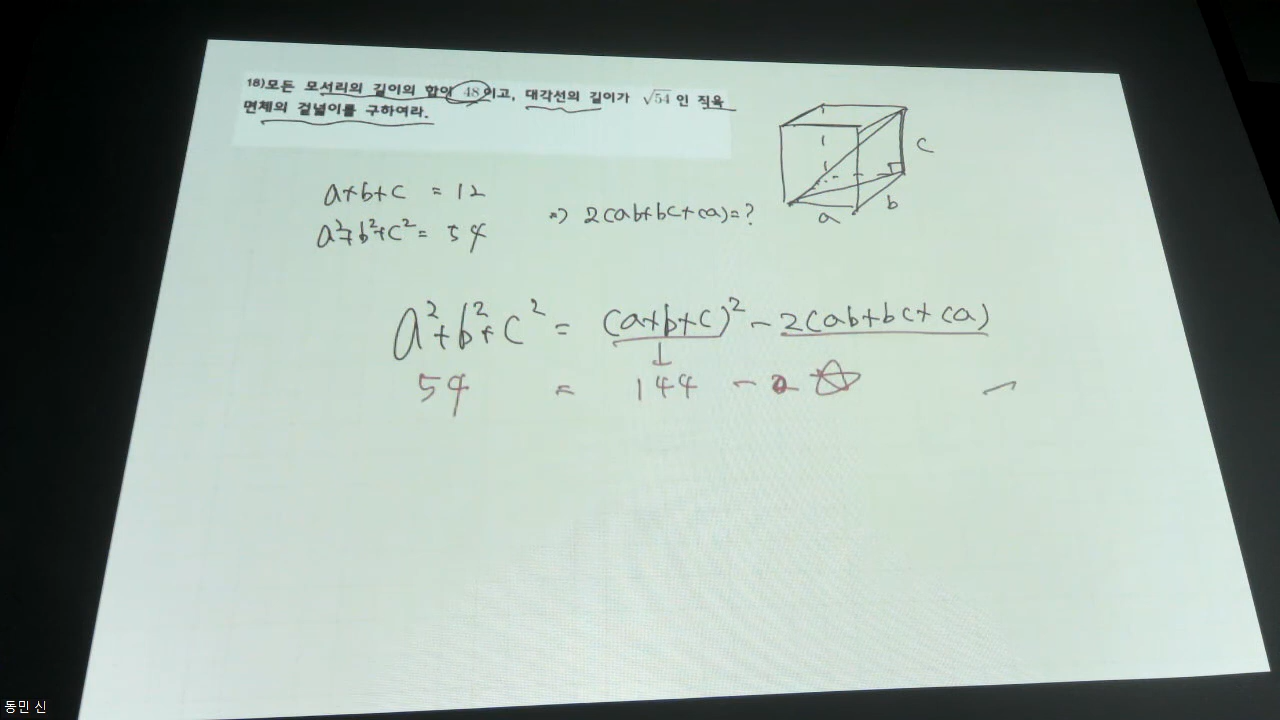 18)모든 모서리의 길이의 합이 48이고, 대각선의 길이가 √54 인 직육
면체의 겉넓이를 구하여라.
c
b
a
a+b+c = 12
a²+b²+c² = 54
⇒ 2(ab+bc+ca)=?
a²+b²+c² = (a+b+c)² - 2(ab+bc+ca)
54 = 144 - 2☆
동민 신